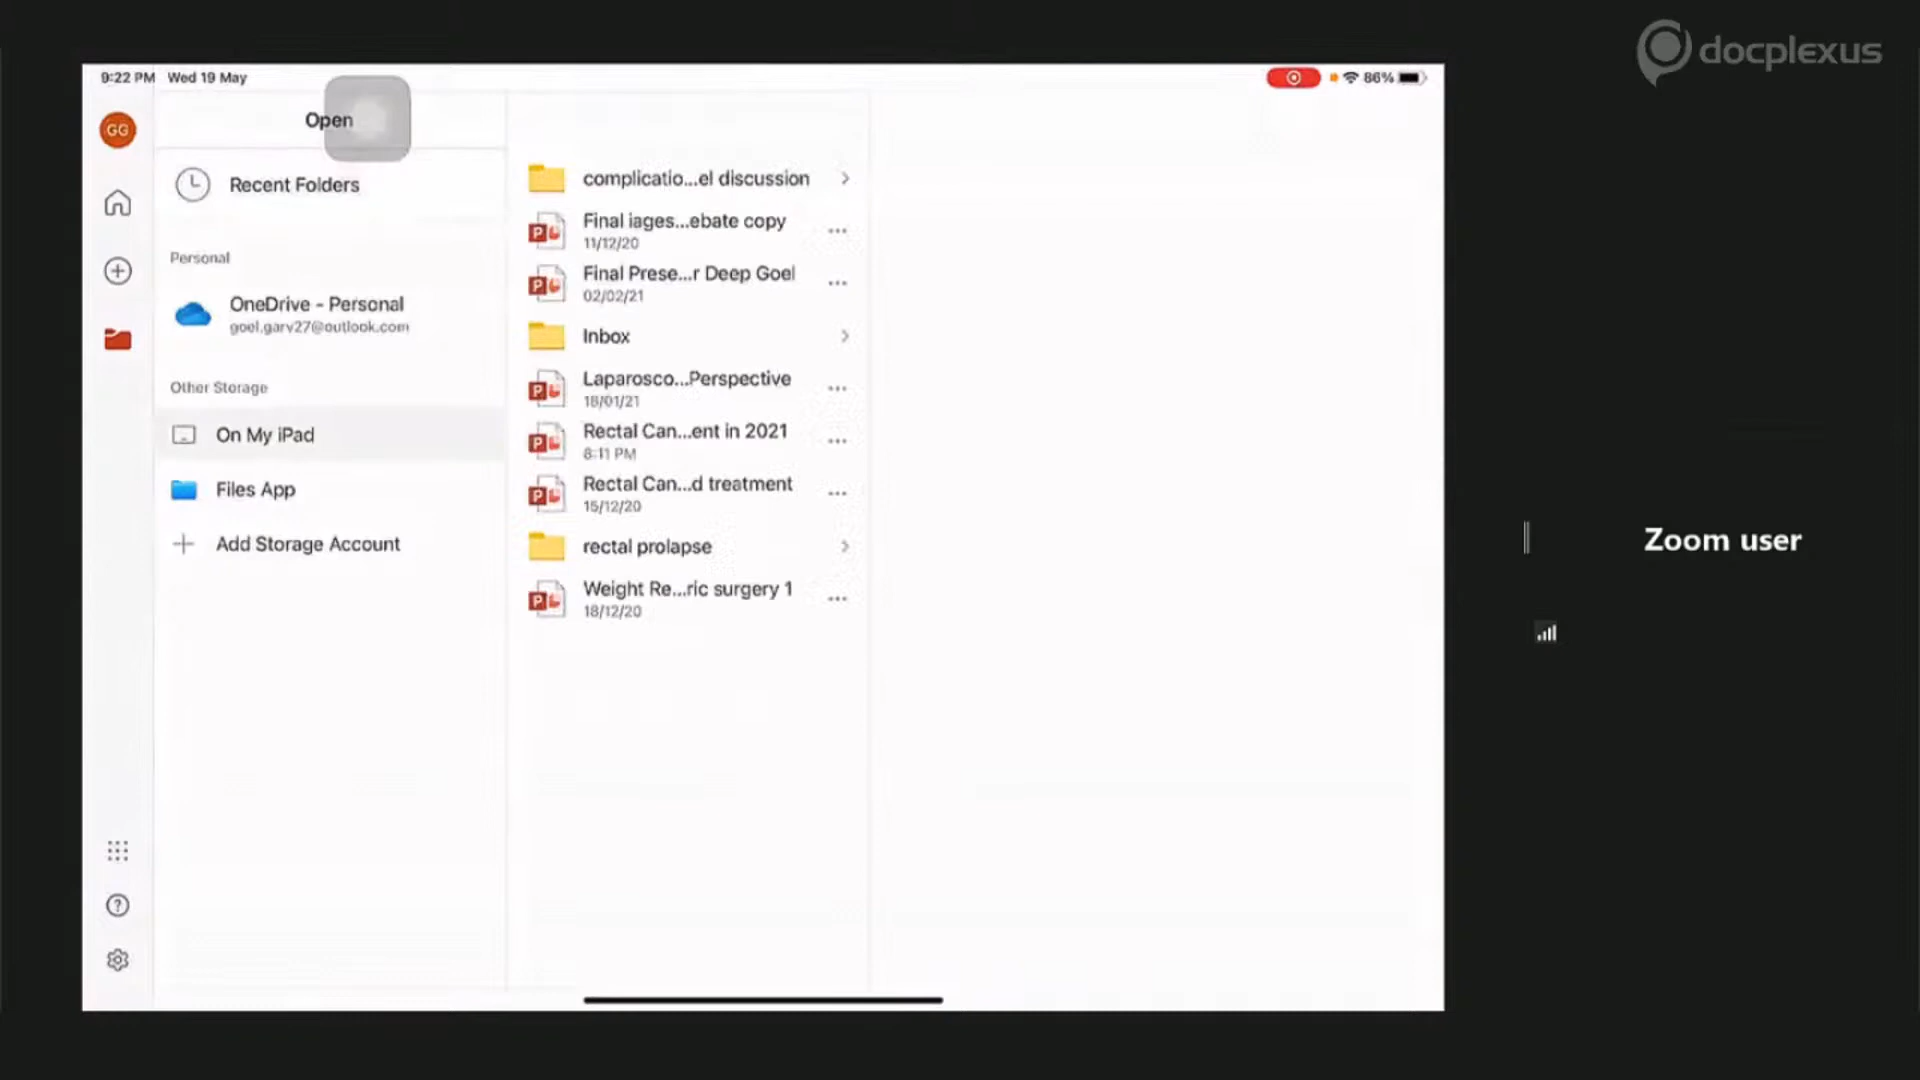 docplexus
9:22 PM Wed 19 May
86%
GG
Open
Recent Folders
Personal
OneDrive - Personal
goel.garv27@outlook.com
Other Storage
On My iPad
Files App
Add Storage Account
complicatio...el discussion
Final iages...ebate copy
11/12/20
Final Prese...r Deep Goel
02/02/21
Inbox
Laparosco...Perspective
18/01/21
Rectal Can...ent in 2021
8:11 PM
Rectal Can...d treatment
15/12/20
rectal prolapse
Weight Re...ric surgery 1
18/12/20
Zoom user